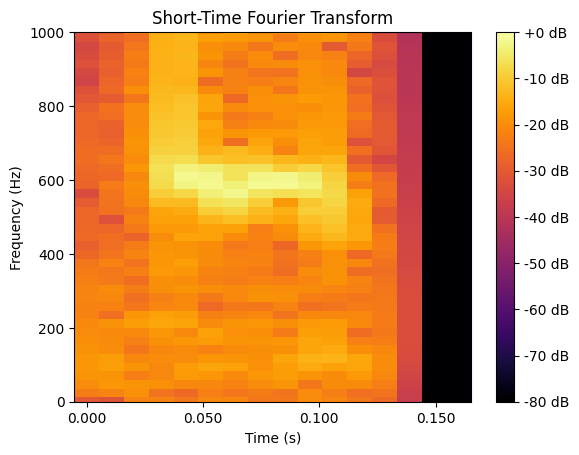 Short-Time Fourier Transform
1000
800
600
400
200
0
Frequency (Hz)
0.000
0.050
0.100
0.150
Time (s)
+0 dB
-10 dB
-20 dB
-30 dB
-40 dB
-50 dB
-60 dB
-70 dB
-80 dB